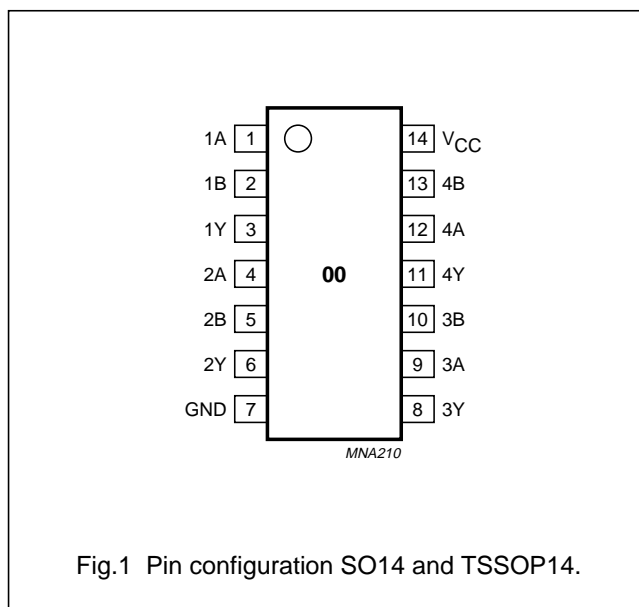 1A 1 14 VCC
1B 2 13 4B
1Y 3 12 4A
2A 4 00 11 4Y
2B 5 10 3B
2Y 6 9 3A
GND 7 8 3Y
MNA210
Fig.1 Pin configuration SO14 and TSSOP14.